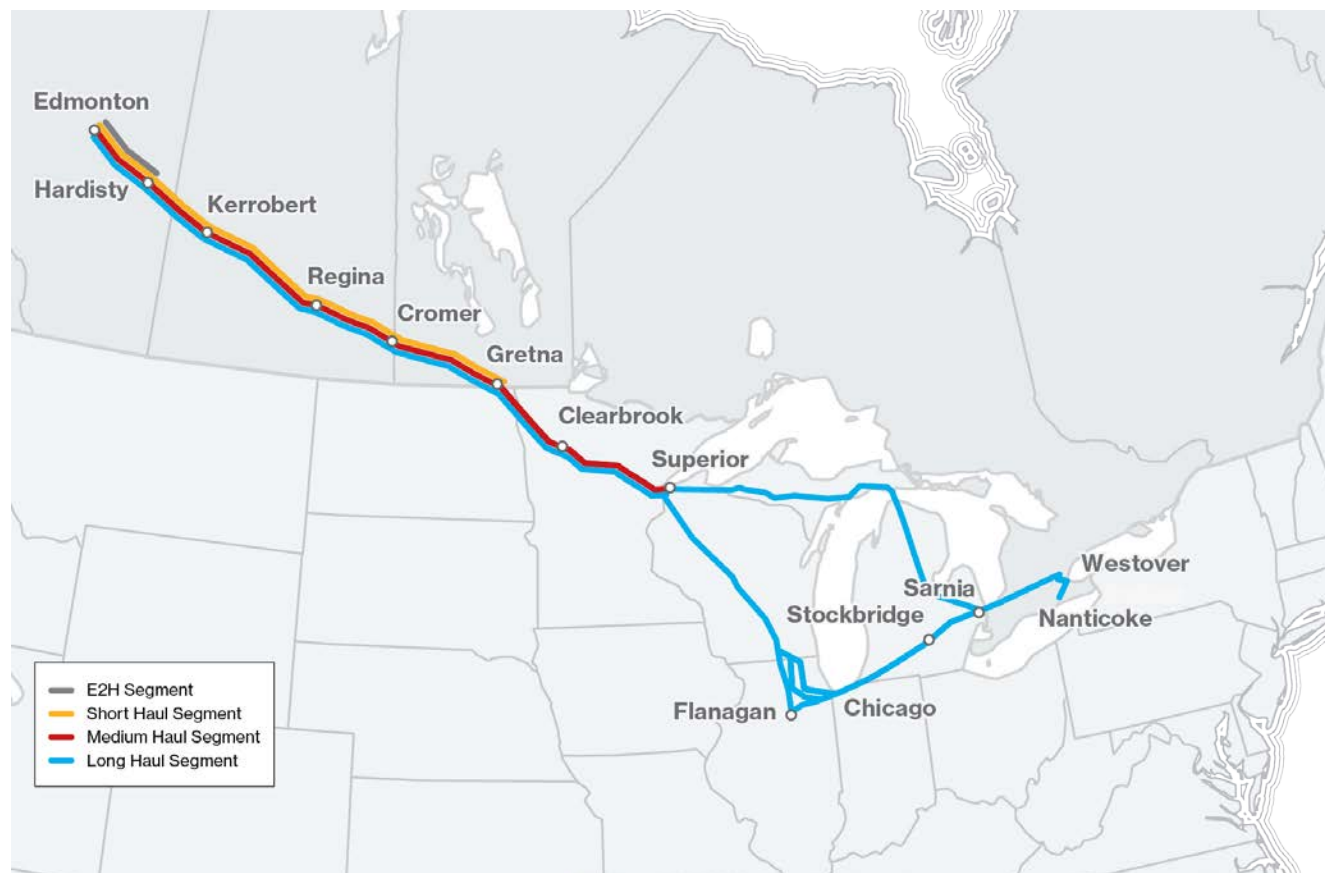 Edmonton
Hardisty
Kerrobert
Regina
Cromer
Gretna
Clearbrook
Superior
Westover
Sarnia
Stockbridge
Nanticoke
Flanagan
Chicago
E2H Segment
Short Haul Segment
Medium Haul Segment
Long Haul Segment